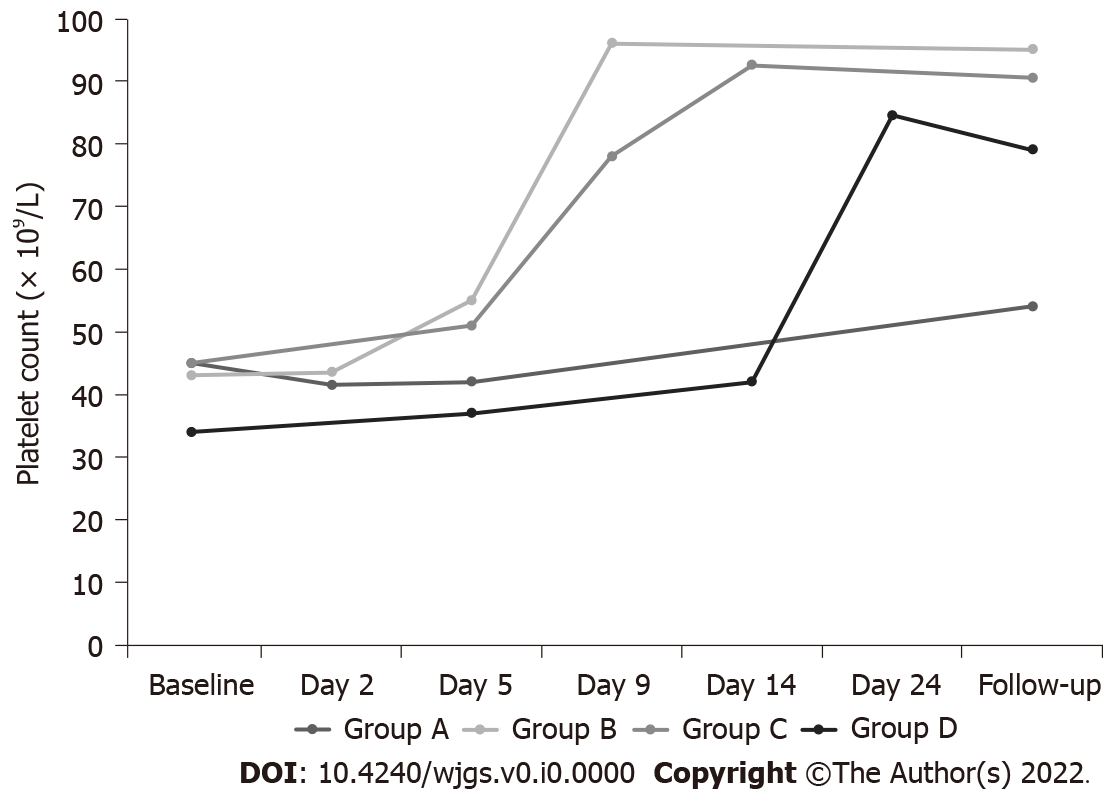 Platelet count (× 10⁹/L)
100
90
80
70
60
50
40
30
20
10
0
Baseline Day 2 Day 5 Day 9 Day 14 Day 24 Follow-up
Group A Group B Group C Group D
DOI: 10.4240/wjgs.v0.i0.0000 Copyright ©The Author(s) 2022.